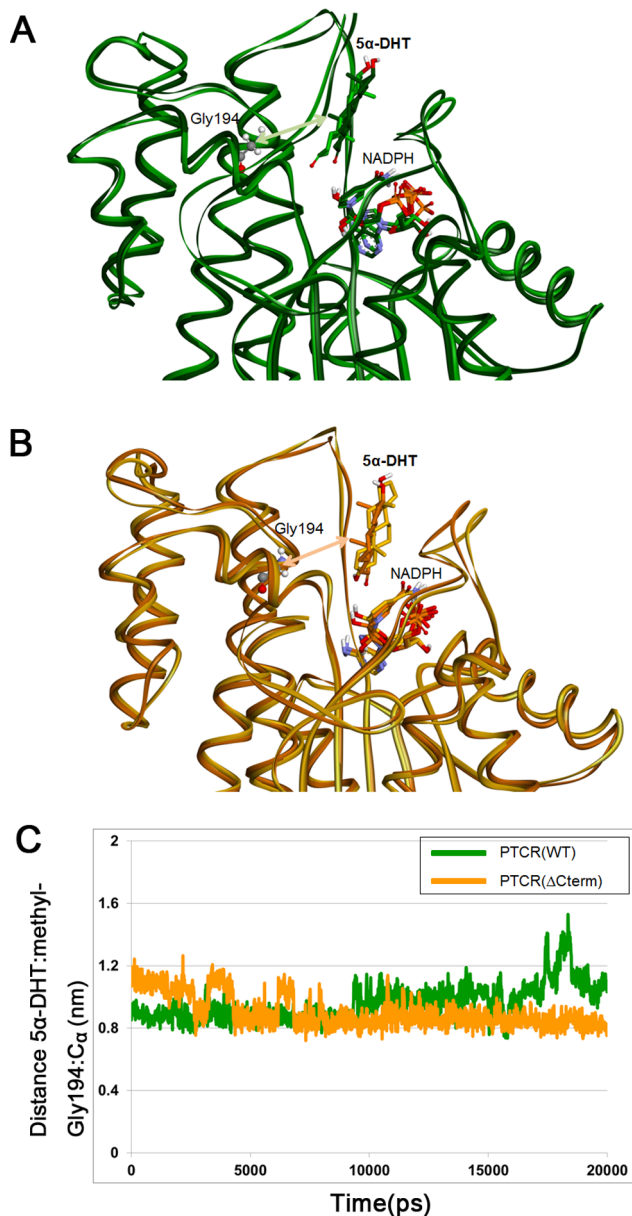 A
5α-DHT
Gly194
NADPH
B
5α-DHT
Gly194
NADPH
C
PTCR(WT)
PTCR(ΔCterm)
Distance 5α-DHT:methyl-
Gly194:Cα (nm)
2
1.6
1.2
0.8
0.4
0
0 5000 10000 15000 20000
Time(ps)